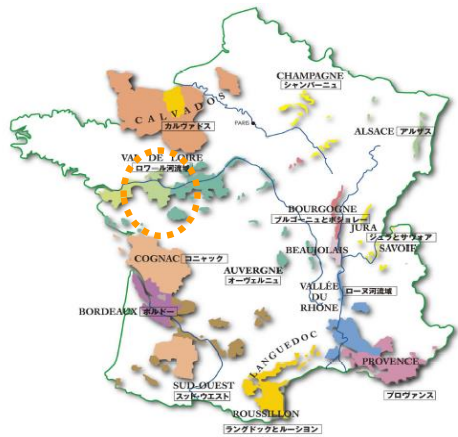 CHAMPAGNE
シャンパーニュ
CALVADOS
カルヴァドス
PARIS
ALSACE アルザス
VAL DE LOIRE
ロワール河流域
BOURGOGNE
ブルゴーニュとボジョレー
JURA
ジュラとサヴォア
SAVOIE
BEAUJOLAIS
COGNAC コニャック
AUVERGNE
オーヴェルニュ
VALLÉE
DU
RHÔNE
ローヌ河流域
BORDEAUX ボルドー
LANGUEDOC
PROVENCE
プロヴァンス
SUD-OUEST
スッド・ウエスト
ROUSSILLON
ラングドックとルーション